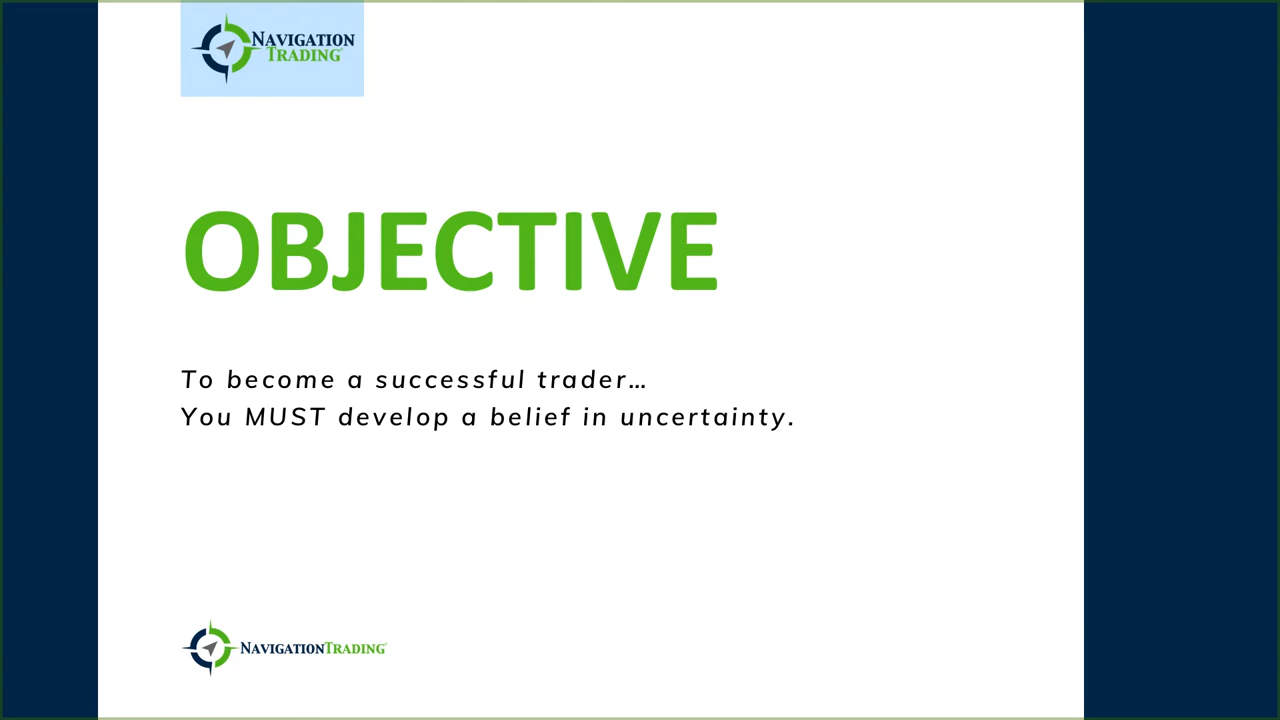 NAVIGATION
TRADING
OBJECTIVE
To become a successful trader…
You MUST develop a belief in uncertainty.
NAVIGATIONTRADING